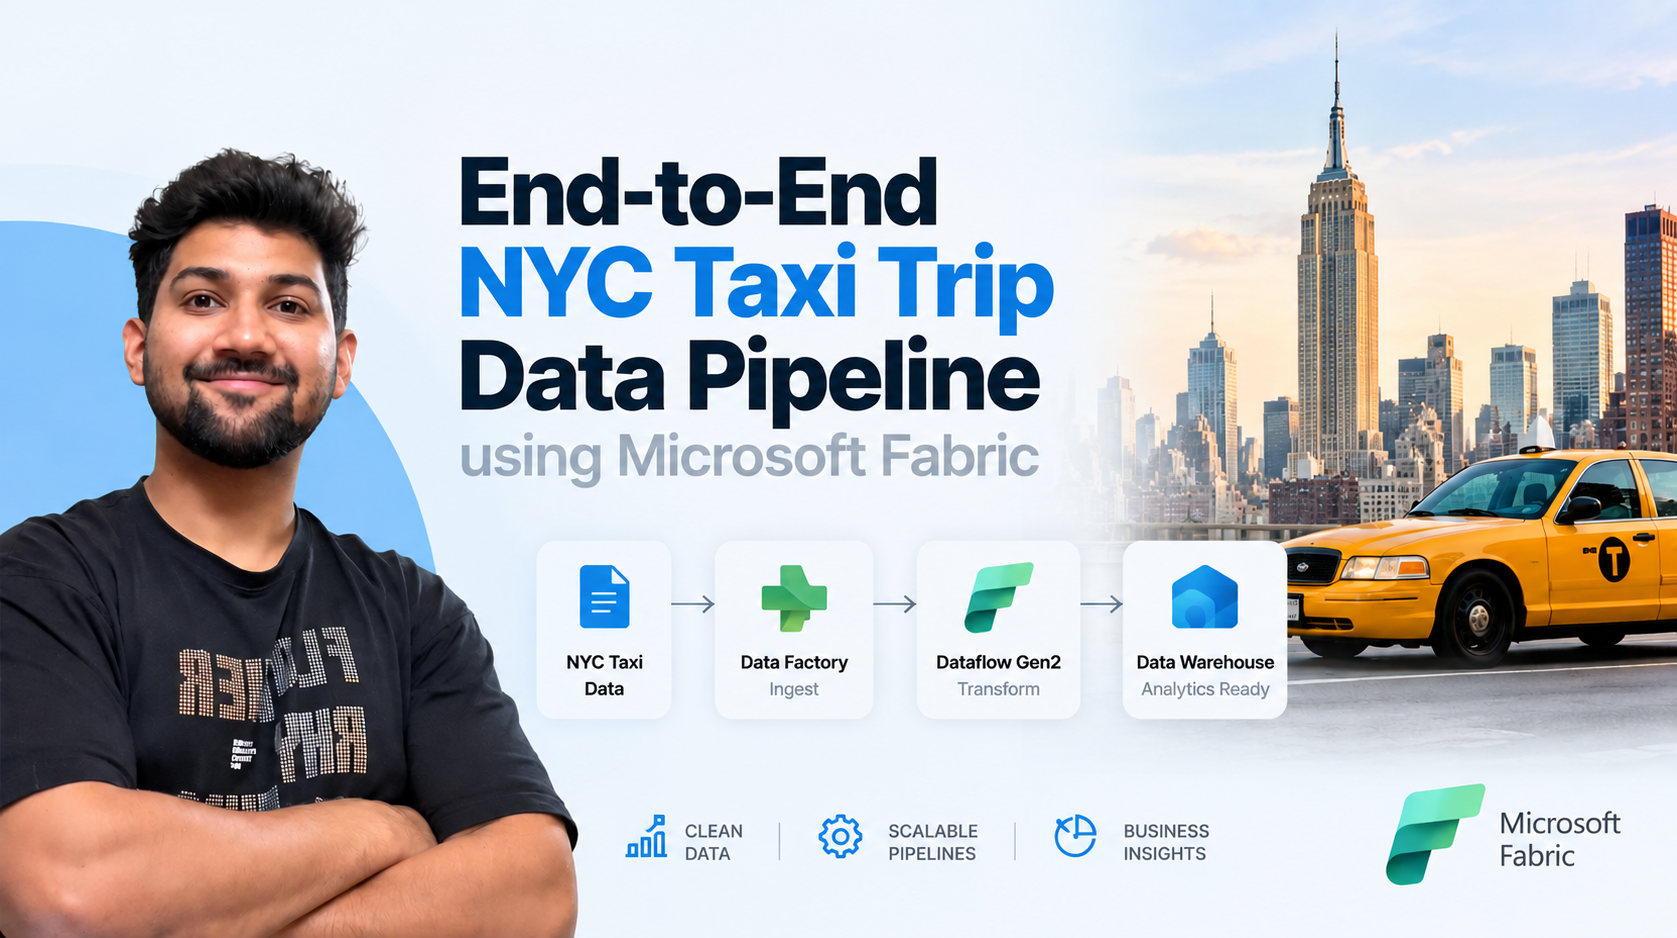 End-to-End
NYC Taxi Trip
Data Pipeline
using Microsoft Fabric
NYC Taxi
Data
Data Factory
Ingest
Dataflow Gen2
Transform
Data Warehouse
Analytics Ready
T
CLEAN
DATA
SCALABLE
PIPELINES
BUSINESS
INSIGHTS
Microsoft
Fabric